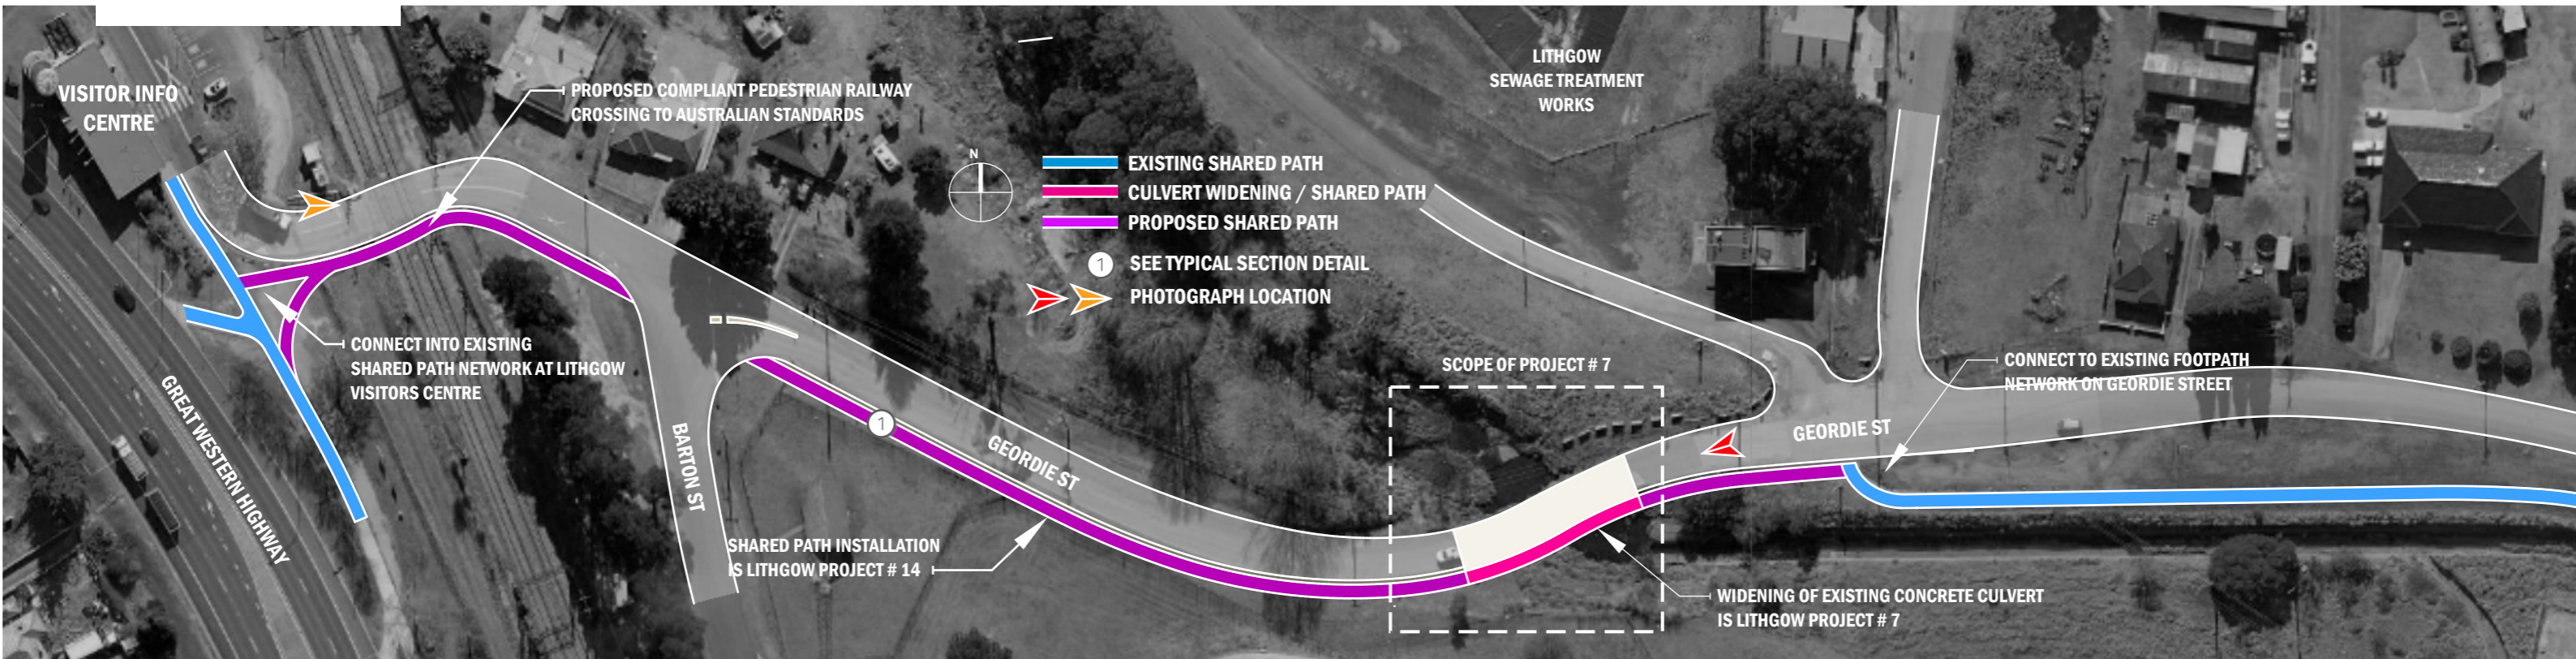 VISITOR INFO
CENTRE
PROPOSED COMPLIANT PEDESTRIAN RAILWAY
CROSSING TO AUSTRALIAN STANDARDS
LITHGOW
SEWAGE TREATMENT
WORKS
N
EXISTING SHARED PATH
CULVERT WIDENING / SHARED PATH
PROPOSED SHARED PATH
1 SEE TYPICAL SECTION DETAIL
PHOTOGRAPH LOCATION
CONNECT INTO EXISTING
SHARED PATH NETWORK AT LITHGOW
VISITORS CENTRE
GREAT WESTERN HIGHWAY
BARTON ST
1
GEORDIE ST
SHARED PATH INSTALLATION
IS LITHGOW PROJECT # 14
SCOPE OF PROJECT # 7
GEORDIE ST
CONNECT TO EXISTING FOOTPATH
NETWORK ON GEORDIE STREET
WIDENING OF EXISTING CONCRETE CULVERT
IS LITHGOW PROJECT # 7